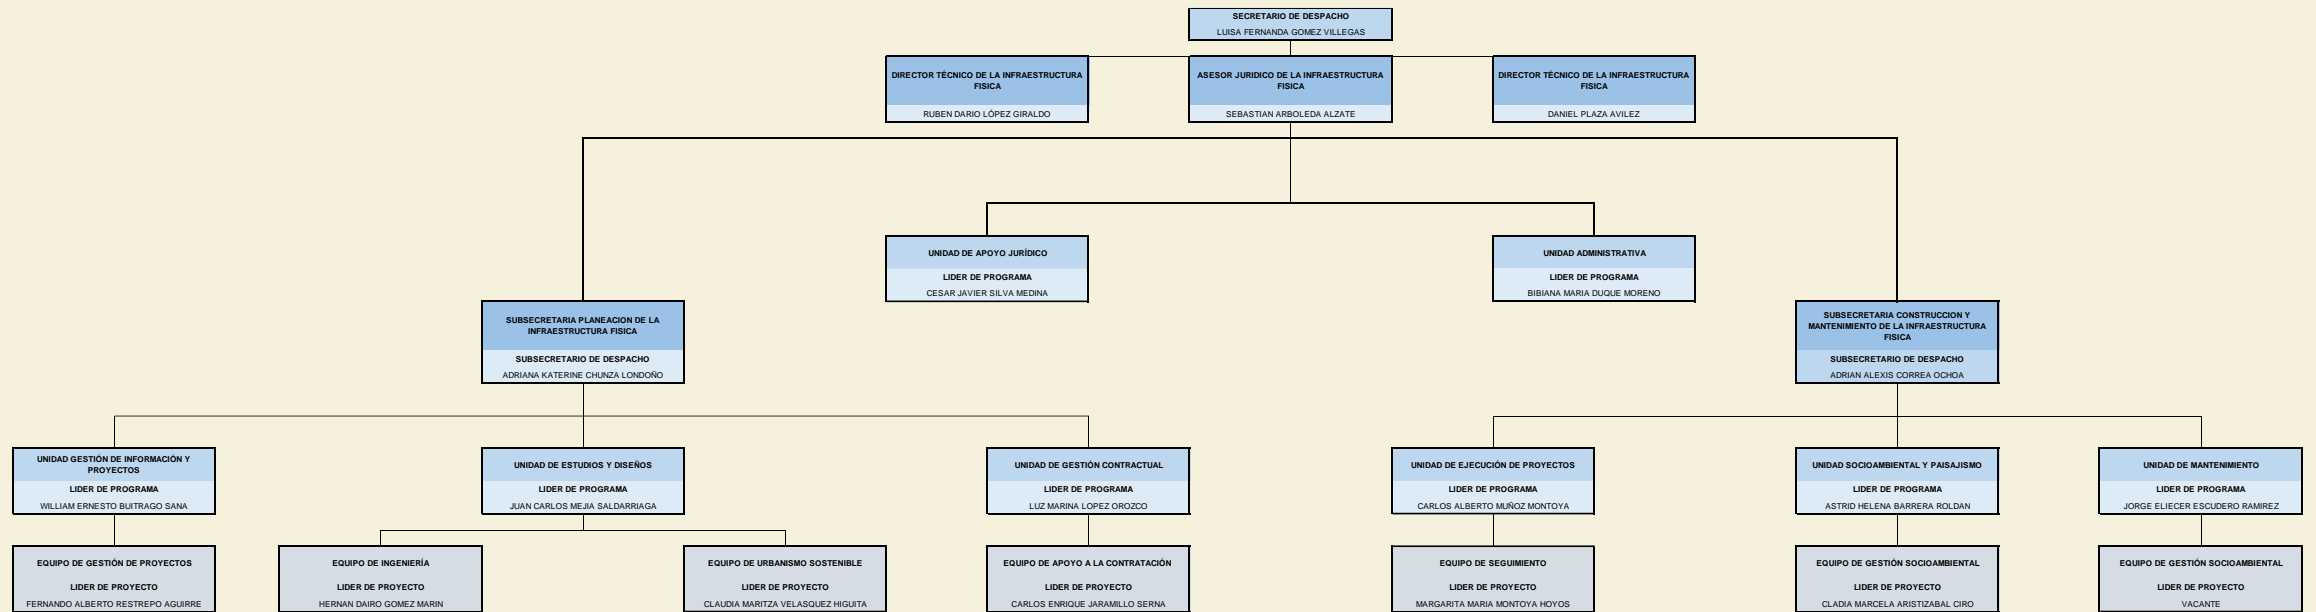 SECRETARIO DE DESPACHO
LUISA FERNANDA GOMEZ VILLEGAS
DIRECTOR TÉCNICO DE LA INFRAESTRUCTURA
FISICA
RUBEN DARIO LÓPEZ GIRALDO
ASESOR JURIDICO DE LA INFRAESTRUCTURA
FISICA
SEBASTIAN ARBOLEDA ALZATE
DIRECTOR TÉCNICO DE LA INFRAESTRUCTURA
FISICA
DANIEL PLAZA AVILEZ
UNIDAD DE APOYO JURÍDICO
LIDER DE PROGRAMA
CESAR JAVIER SILVA MEDINA
UNIDAD ADMINISTRATIVA
LIDER DE PROGRAMA
BIBIANA MARIA DUQUE MORENO
SUBSECRETARIA PLANEACION DE LA
INFRAESTRUCTURA FISICA
SUBSECRETARIO DE DESPACHO
ADRIANA KATERINE CHUNZA LONDOÑO
SUBSECRETARIA CONSTRUCCION Y
MANTENIMIENTO DE LA INFRAESTRUCTURA
FISICA
SUBSECRETARIO DE DESPACHO
ADRIAN ALEXIS CORREA OCHOA
UNIDAD GESTIÓN DE INFORMACIÓN Y
PROYECTOS
LIDER DE PROGRAMA
WILLIAM ERNESTO BUITRAGO SANA
UNIDAD DE ESTUDIOS Y DISEÑOS
LIDER DE PROGRAMA
JUAN CARLOS MEJIA SALDARRIAGA
UNIDAD DE GESTIÓN CONTRACTUAL
LIDER DE PROGRAMA
LUZ MARINA LOPEZ OROZCO
UNIDAD DE EJECUCIÓN DE PROYECTOS
LIDER DE PROGRAMA
CARLOS ALBERTO MUÑOZ MONTOYA
UNIDAD SOCIOAMBIENTAL Y PAISAJISMO
LIDER DE PROGRAMA
ASTRID HELENA BARRERA ROLDAN
UNIDAD DE MANTENIMIENTO
LIDER DE PROGRAMA
JORGE ELIECER ESCUDERO RAMIREZ
EQUIPO DE GESTIÓN DE PROYECTOS
LIDER DE PROYECTO
FERNANDO ALBERTO RESTREPO AGUIRRE
EQUIPO DE INGENIERÍA
LIDER DE PROYECTO
HERNAN DAIRO GOMEZ MARIN
EQUIPO DE URBANISMO SOSTENIBLE
LIDER DE PROYECTO
CLAUDIA MARITZA VELASQUEZ HIGUITA
EQUIPO DE APOYO A LA CONTRATACIÓN
LIDER DE PROYECTO
CARLOS ENRIQUE JARAMILLO SERNA
EQUIPO DE SEGUIMIENTO
LIDER DE PROYECTO
MARGARITA MARIA MONTOYA HOYOS
EQUIPO DE GESTIÓN SOCIOAMBIENTAL
LIDER DE PROYECTO
CLADIA MARCELA ARISTIZABAL CIRO
EQUIPO DE GESTIÓN SOCIOAMBIENTAL
LIDER DE PROYECTO
VACANTE